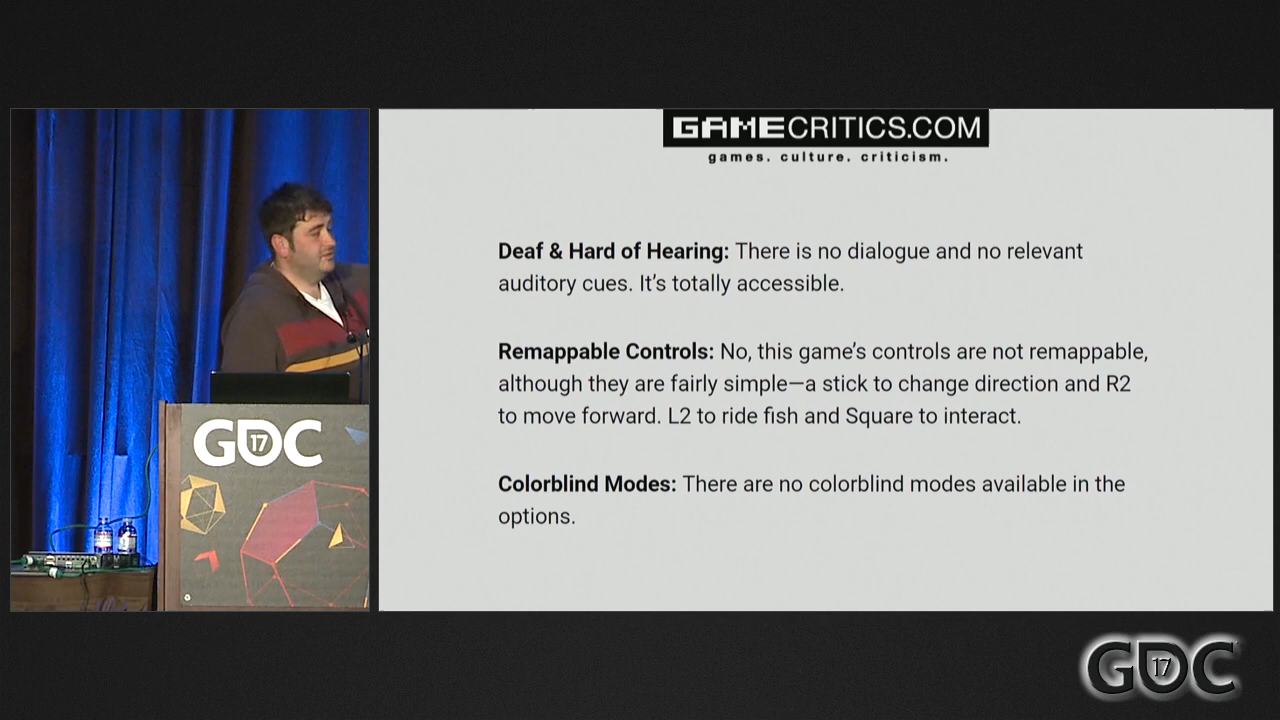 GAMECRITICS.COM
games. culture. criticism.
Deaf & Hard of Hearing: There is no dialogue and no relevant
auditory cues. It’s totally accessible.
Remappable Controls: No, this game’s controls are not remappable,
although they are fairly simple—a stick to change direction and R2
to move forward. L2 to ride fish and Square to interact.
Colorblind Modes: There are no colorblind modes available in the
options.
GDC
17
GDC
17